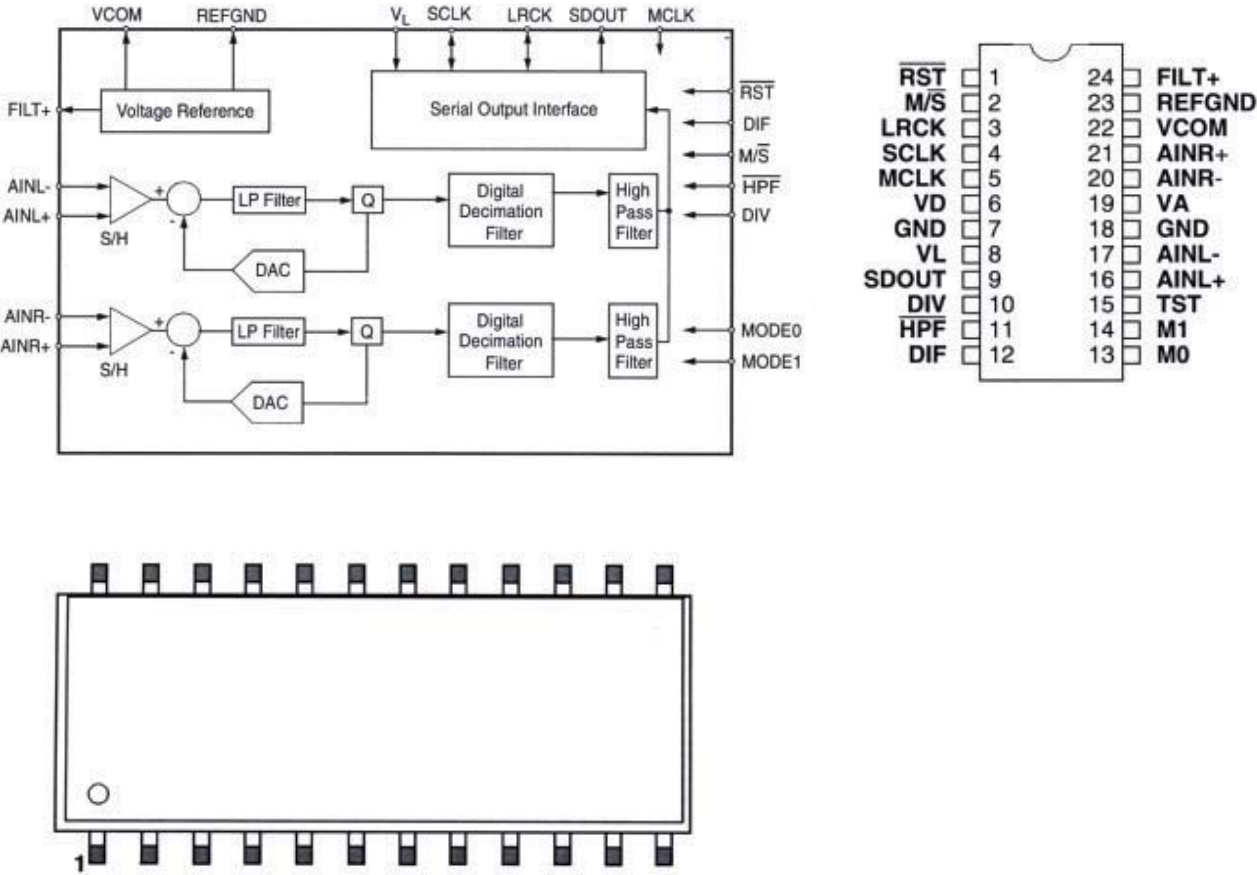 VCOM REFGND VL SCLK LRCK SDOUT MCLK
FILT+ Voltage Reference Serial Output Interface RST
DIF
M/S
AINL- + LP Filter Q Digital Decimation Filter High Pass Filter HPF
AINL+ - DIV
S/H
DAC
AINR- + LP Filter Q Digital Decimation Filter High Pass Filter MODE0
AINR+ - MODE1
S/H
DAC
RST 1 24 FILT+
M/S 2 23 REFGND
LRCK 3 22 VCOM
SCLK 4 21 AINR+
MCLK 5 20 AINR-
VD 6 19 VA
GND 7 18 GND
VL 8 17 AINL-
SDOUT 9 16 AINL+
DIV 10 15 TST
HPF 11 14 M1
DIF 12 13 M0
1